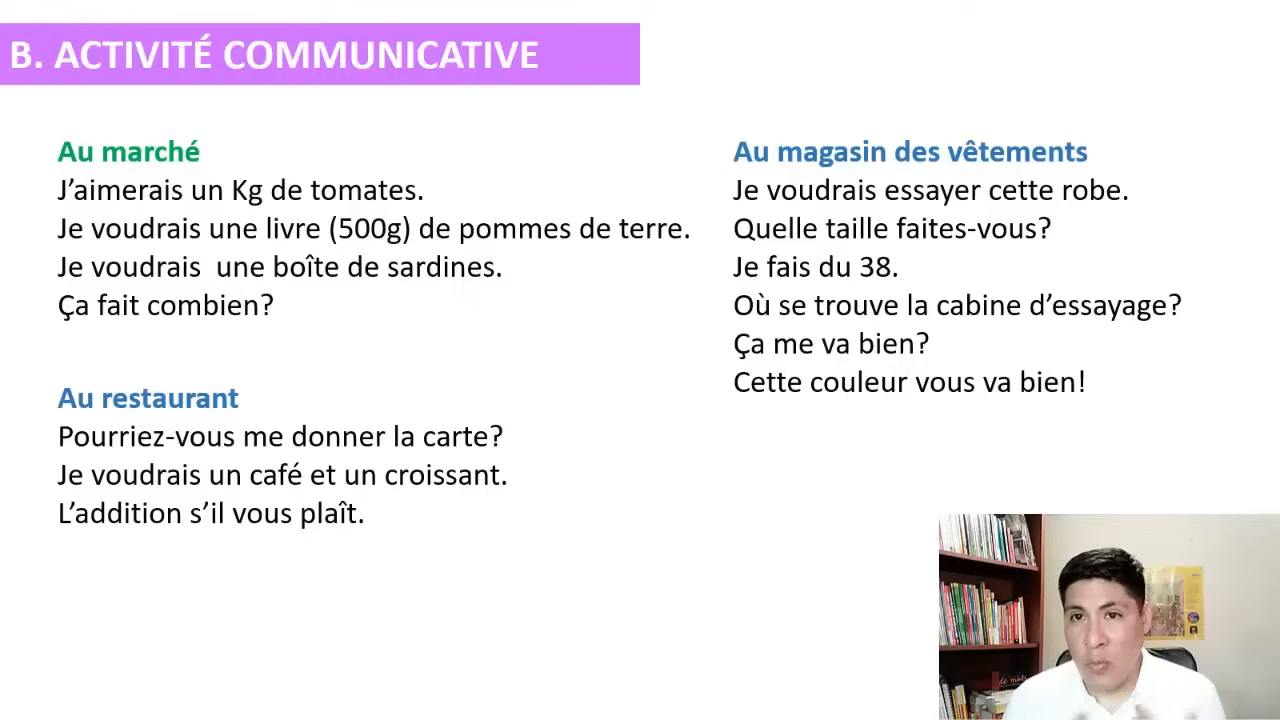 B. ACTIVITÉ COMMUNICATIVE
Au marché
J’aimerais un Kg de tomates.
Je voudrais une livre (500g) de pommes de terre.
Je voudrais  une boîte de sardines.
Ça fait combien?
Au restaurant
Pourriez-vous me donner la carte?
Je voudrais un café et un croissant.
L’addition s’il vous plaît.
Au magasin des vêtements
Je voudrais essayer cette robe.
Quelle taille faites-vous?
Je fais du 38.
Où se trouve la cabine d’essayage?
Ça me va bien?
Cette couleur vous va bien!